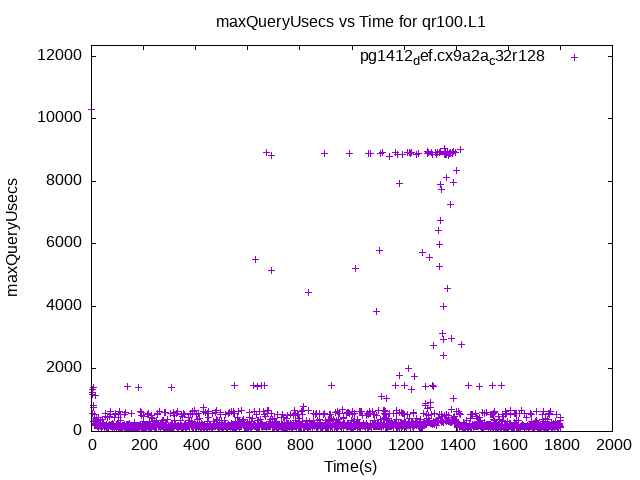 maxQueryUsecs vs Time for qr100.L1
pg1412def.cx9a2ac32r128
12000
10000
8000
6000
4000
2000
0
maxQueryUsecs
0 200 400 600 800 1000 1200 1400 1600 1800 2000
Time(s)